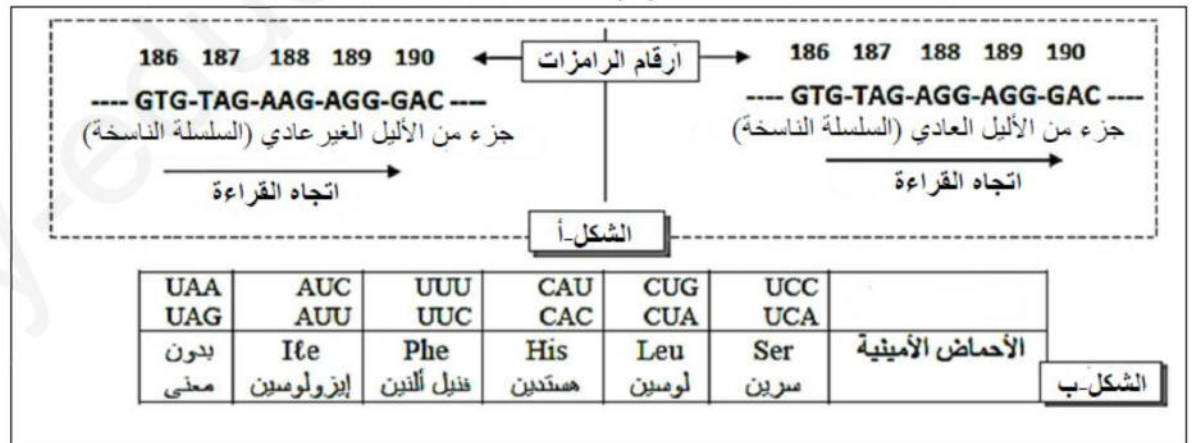 أرقام الرامزات
186 187 188 189 190
---- GTG-TAG-AGG-AGG-GAC ----
جزء من الأليل العادي (السلسلة الناسخة)
اتجاه القراءة
186 187 188 189 190
---- GTG-TAG-AAG-AGG-GAC ----
جزء من الأليل الغير عادي (السلسلة الناسخة)
اتجاه القراءة
الشكل-أ
UAA AUC UUU CAU CUG UCC
UAG AUU UUC CAC CUA UCA
الأحماض الأمينية
Iℓe Phe His Leu Ser
بدون معنى
إيزولوسين
فنيل ألنين
هستدين
لوسين
سرين
الشكل-ب